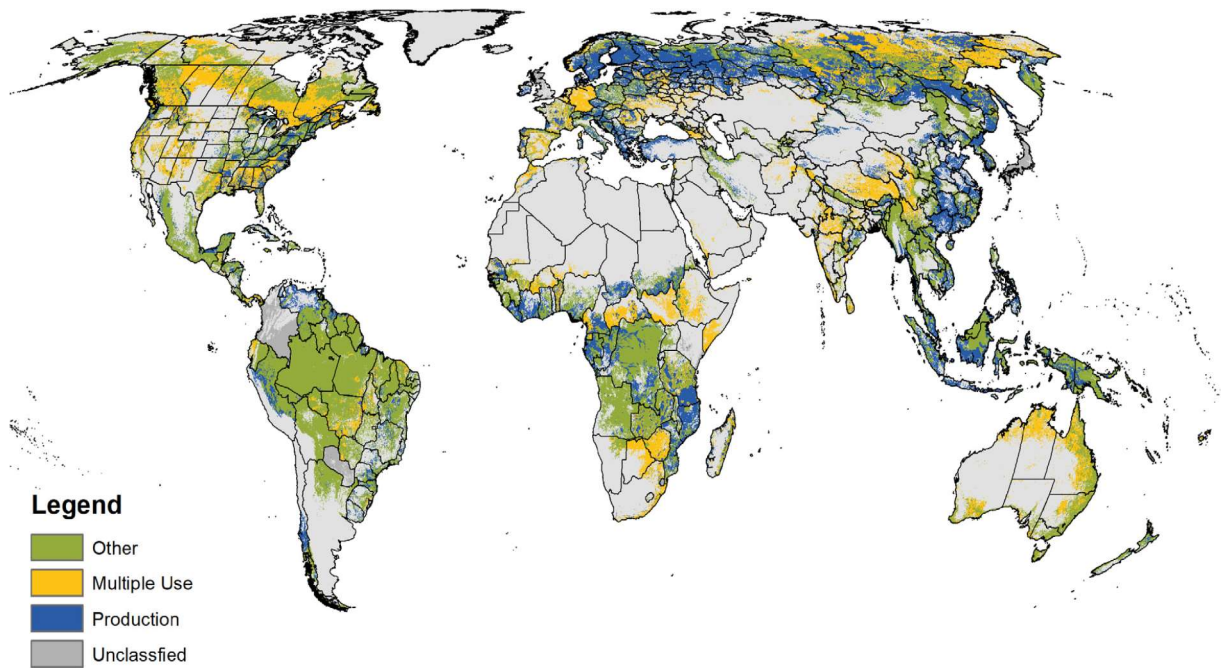 Legend
Other
Multiple Use
Production
Unclassfied